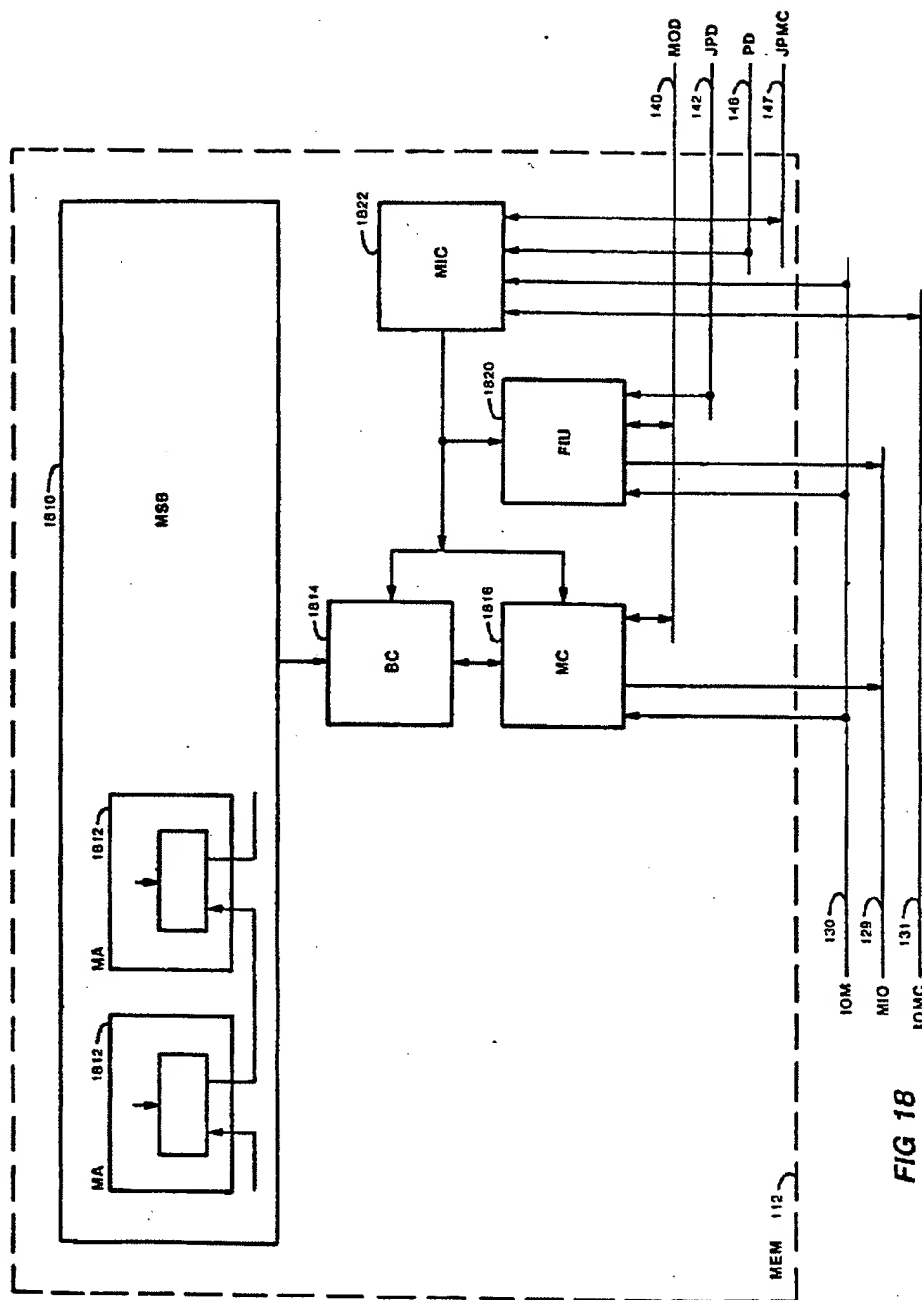 1810
MSB
MA
1812
MA
1812
1814
BC
1816
MC
1820
FIU
1822
MIC
140
MOD
142
JPD
146
PD
147
JPMC
IOM
130
MIO
129
IOMC
131
MEM 112
FIG 18